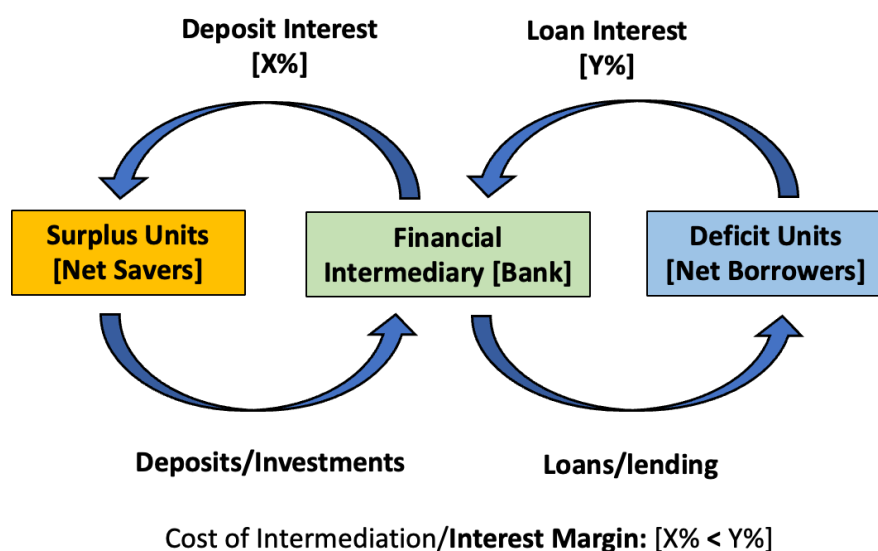 Deposit Interest
[X%]
Loan Interest
[Y%]
Surplus Units
[Net Savers]
Financial
Intermediary [Bank]
Deficit Units
[Net Borrowers]
Deposits/Investments
Loans/lending
Cost of Intermediation/Interest Margin: [X% < Y%]